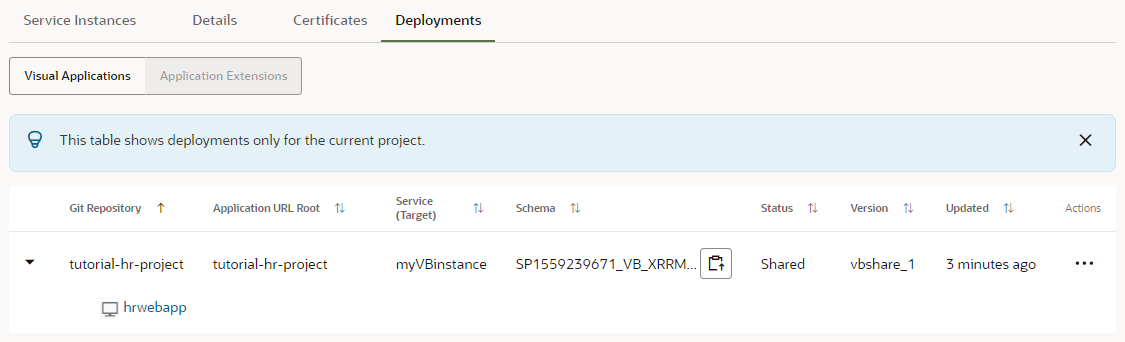 Service Instances Details Certificates Deployments
Visual Applications Application Extensions
This table shows deployments only for the current project.
Git Repository Application URL Root Service (Target) Schema Status Version Updated Actions
tutorial-hr-project tutorial-hr-project myVBinstance SP1559239671_VB_XRRM... Shared vbshare_1 3 minutes ago
hrwebapp